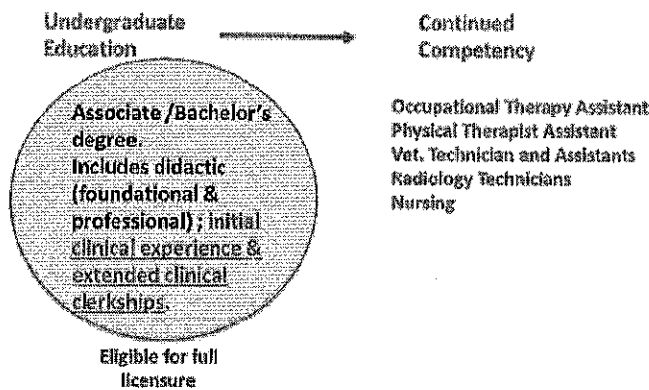 Undergraduate
Education
Continued
Competency
Associate /Bachelor's
degree.
Includes didactic
(foundational &
professional) ; initial
clinical experience &
extended clinical
clerkships.
Eligible for full
licensure
Occupational Therapy Assistant
Physical Therapist Assistant
Vet. Technician and Assistants
Radiology Technicians
Nursing